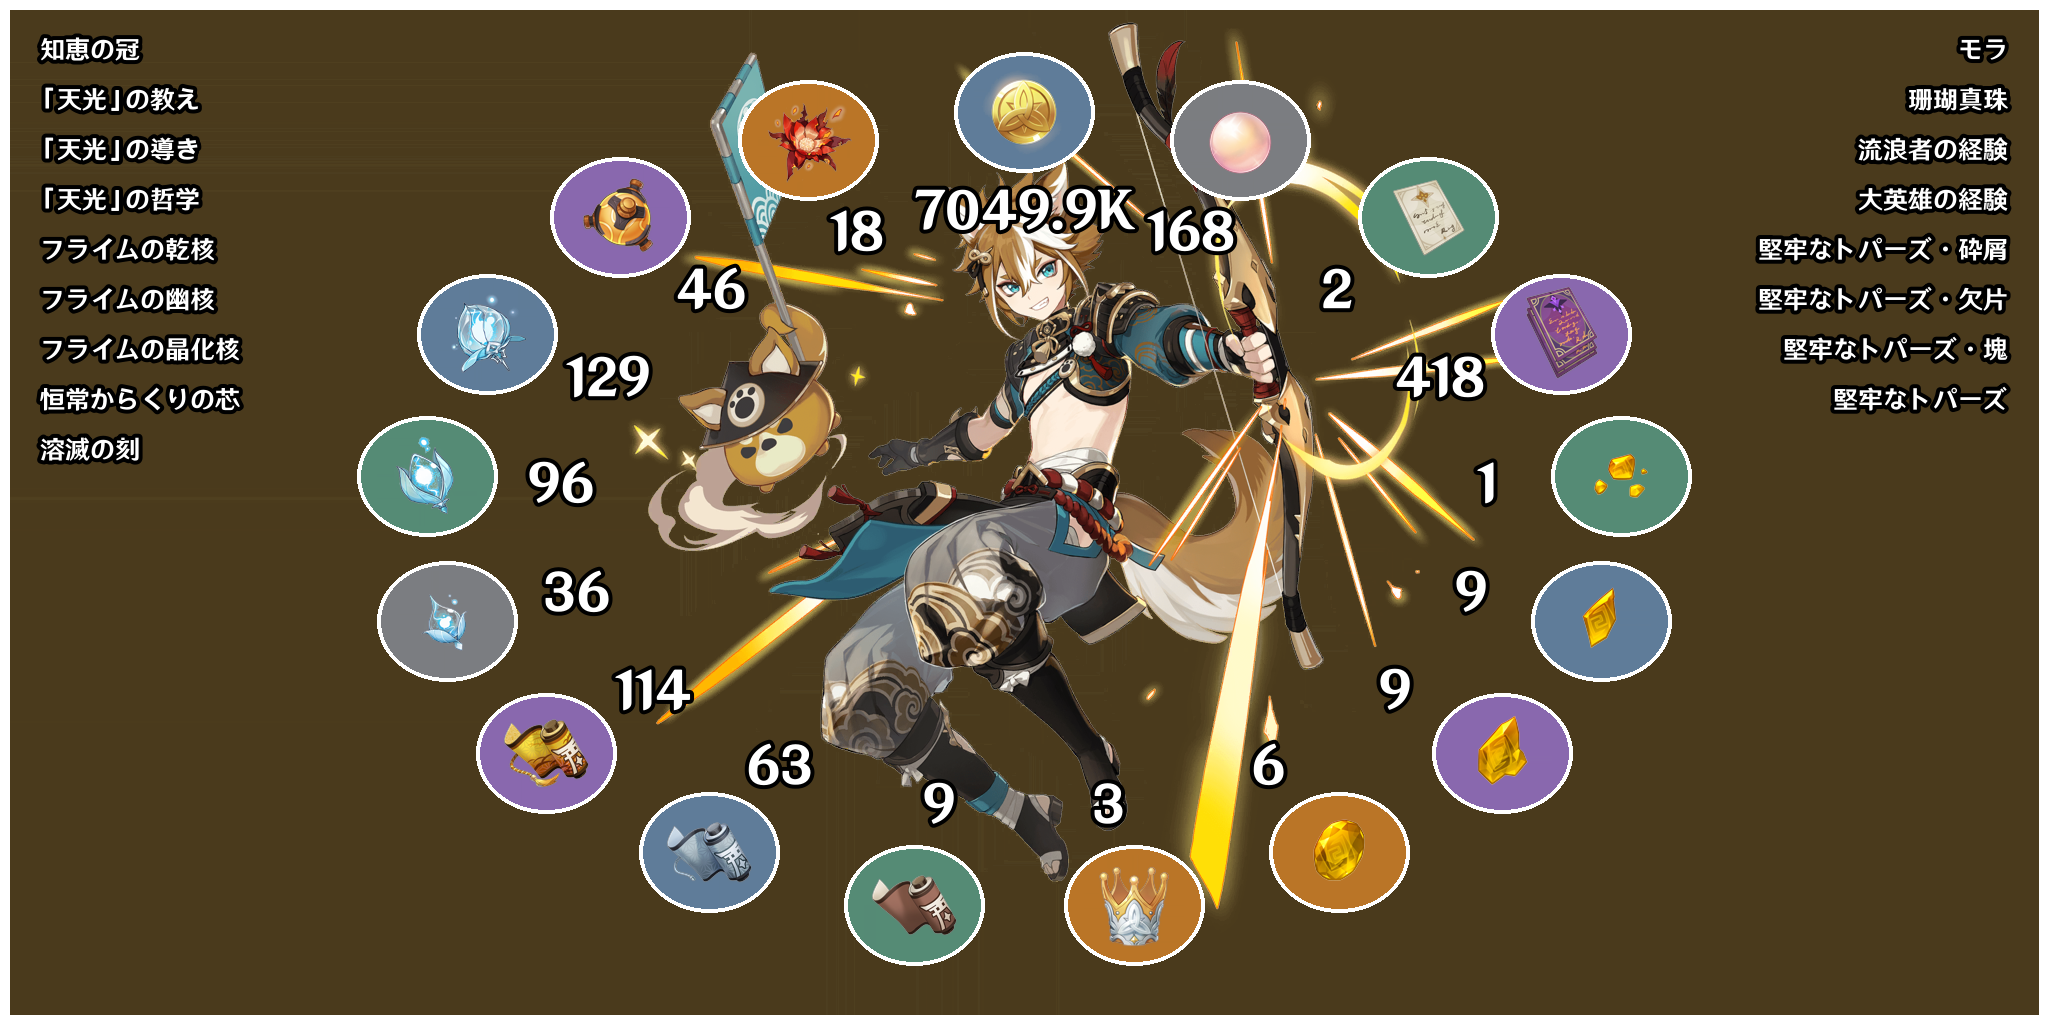 知恵の冠
「天光」の教え
「天光」の導き
「天光」の哲学
フライムの乾核
フライムの幽核
フライムの晶化核
恒常からくりの芯
溶滅の刻
モラ
珊瑚真珠
流浪者の経験
大英雄の経験
堅牢なトパーズ・砕屑
堅牢なトパーズ・欠片
堅牢なトパーズ・塊
堅牢なトパーズ
7049.9K
168
2
418
1
9
9
6
3
9
63
114
36
96
129
46
18